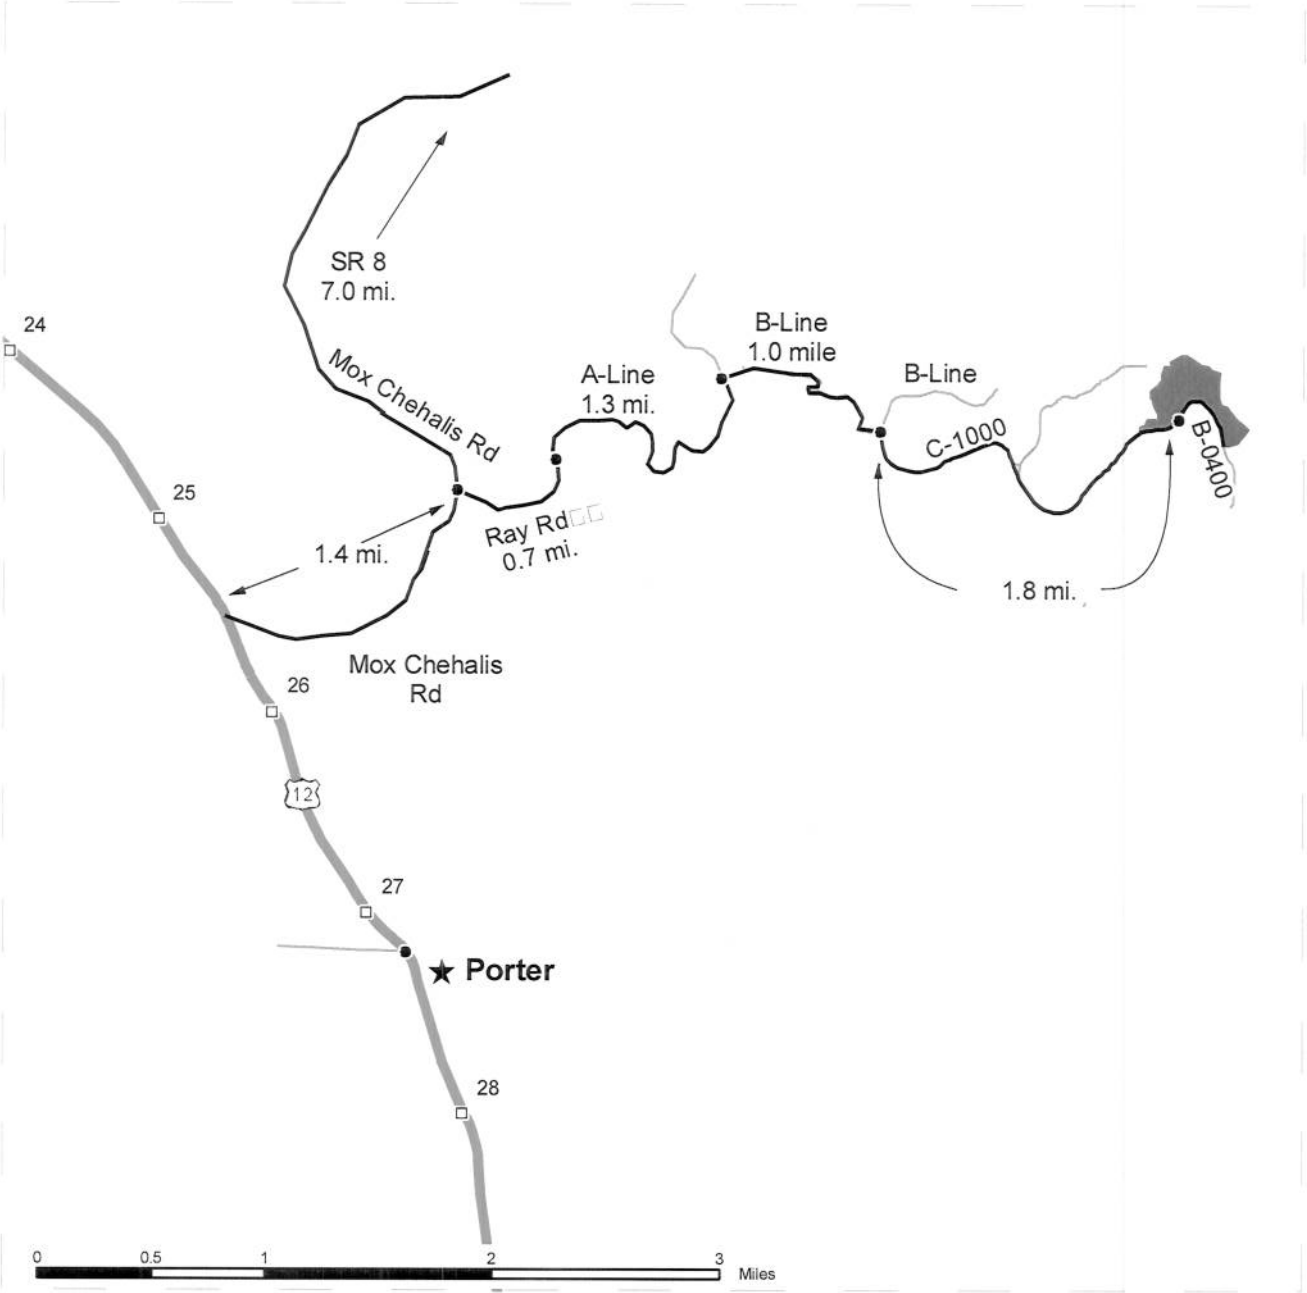 SR 8
7.0 mi.
24
B-Line
1.0 mile
Mox Chehalis Rd
A-Line
1.3 mi.
B-Line
C-1000
B-0400
25
Ray Rd
0.7 mi.
1.4 mi.
1.8 mi.
Mox Chehalis
Rd
26
12
27
Porter
28
0 0.5 1 2 3
Miles